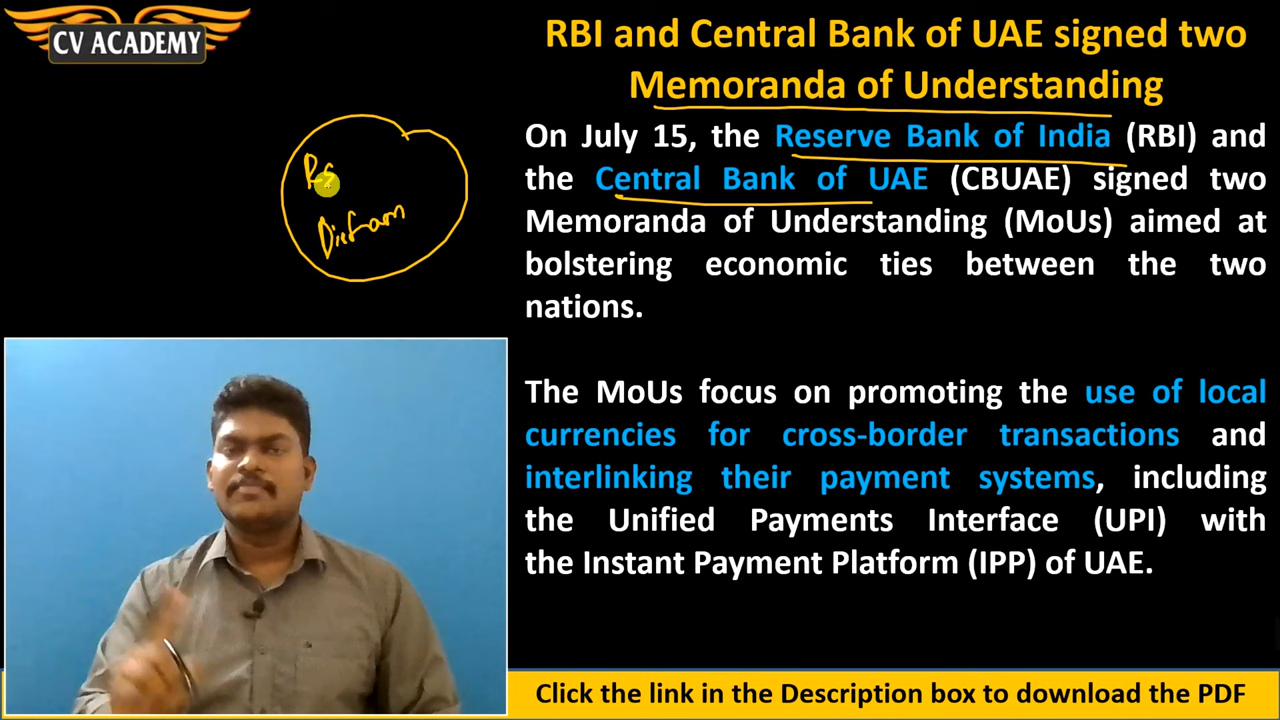 CV ACADEMY
RBI and Central Bank of UAE signed two
Memoranda of Understanding
On July 15, the Reserve Bank of India (RBI) and
the Central Bank of UAE (CBUAE) signed two
Memoranda of Understanding (MoUs) aimed at
bolstering economic ties between the two
nations.
Rs
The MoUs focus on promoting the use of local
currencies for cross-border transactions and
interlinking their payment systems, including
the Unified Payments Interface (UPI) with
the Instant Payment Platform (IPP) of UAE.
Click the link in the Description box to download the PDF